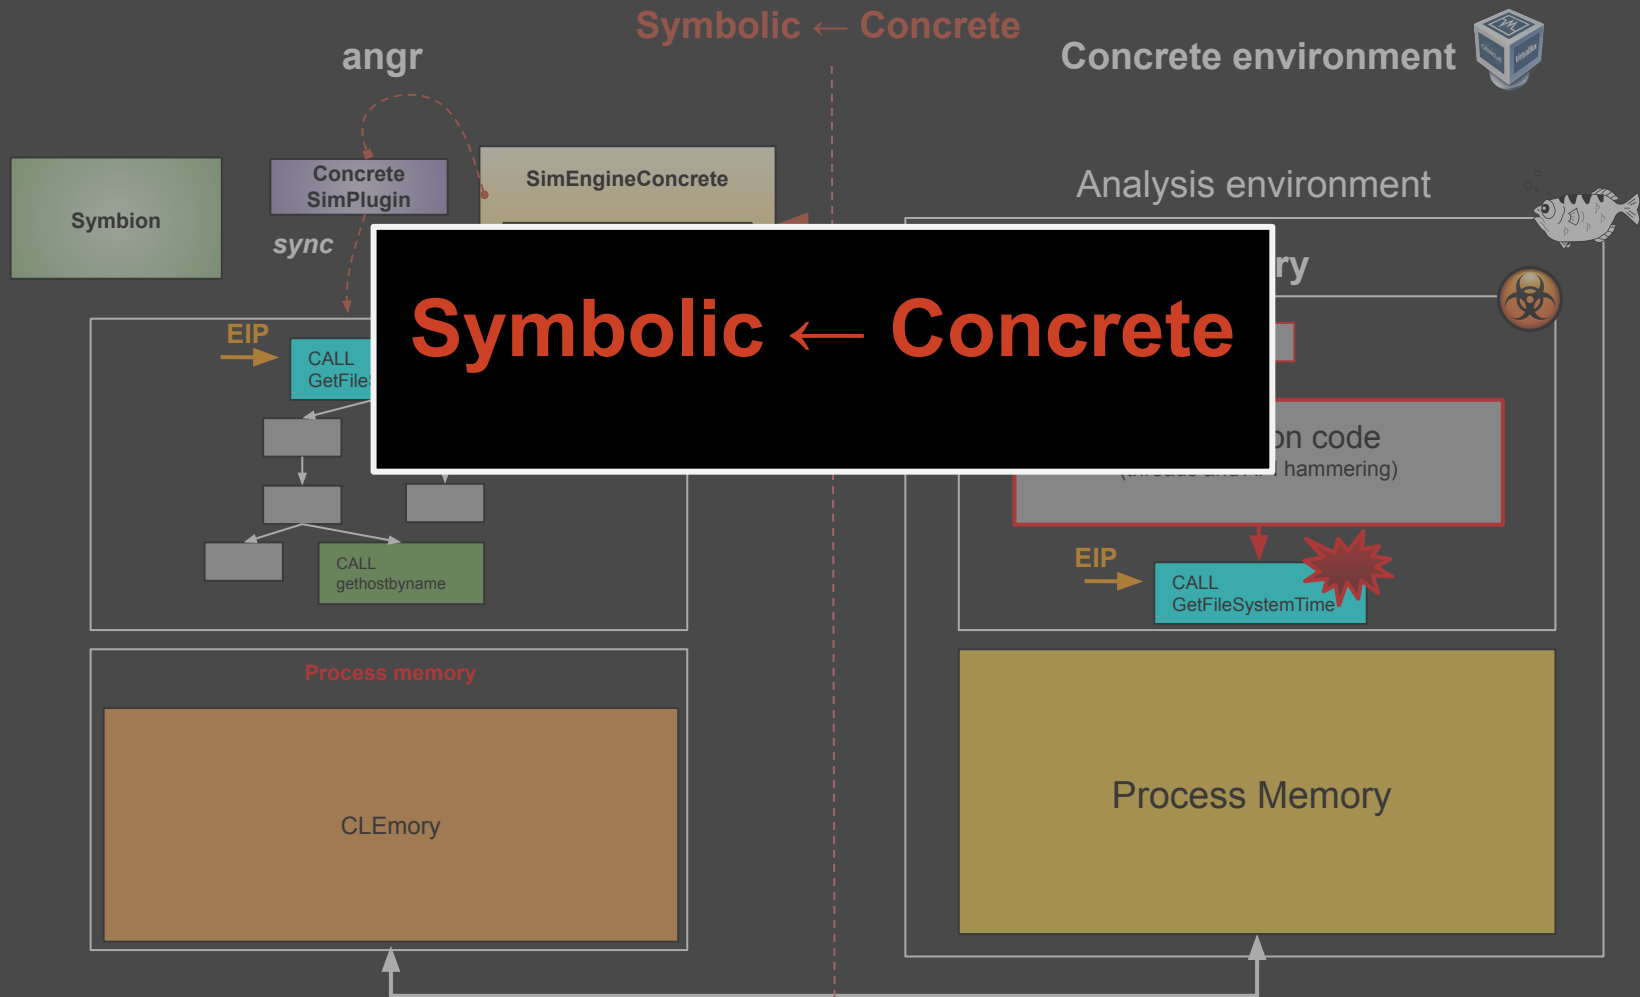 Symbolic ← Concrete
angr
Concrete environment
Symbion
Concrete
SimPlugin
SimEngineConcrete
Analysis environment
sync
ry
Symbolic ← Concrete
EIP
CALL
GetFileS
on code
hammering)
CALL
gethostbyname
EIP
CALL
GetFileSystemTime
Process memory
CLEmory
Process Memory